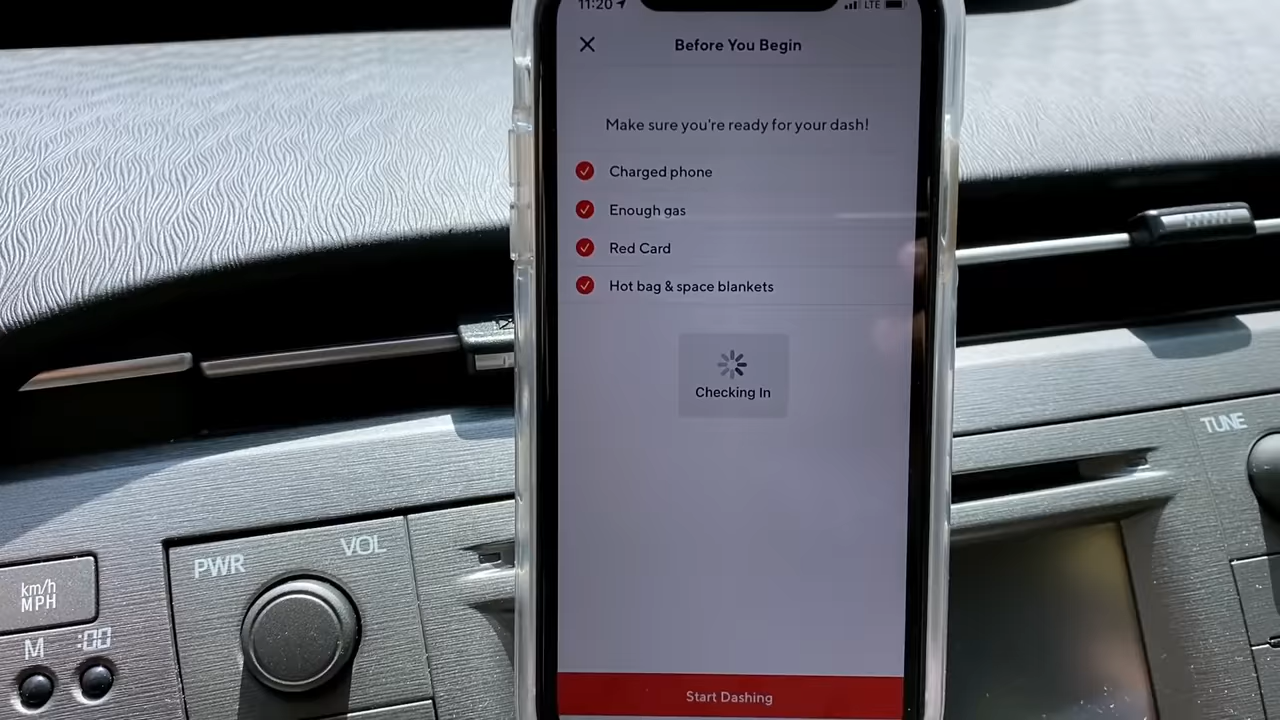 11:20
LTE
Before You Begin
Make sure you're ready for your dash!
Charged phone
Enough gas
Red Card
Hot bag & space blankets
Checking In
Start Dashing
TUNE
PWR
VOL
km/h
MPH
M
:00